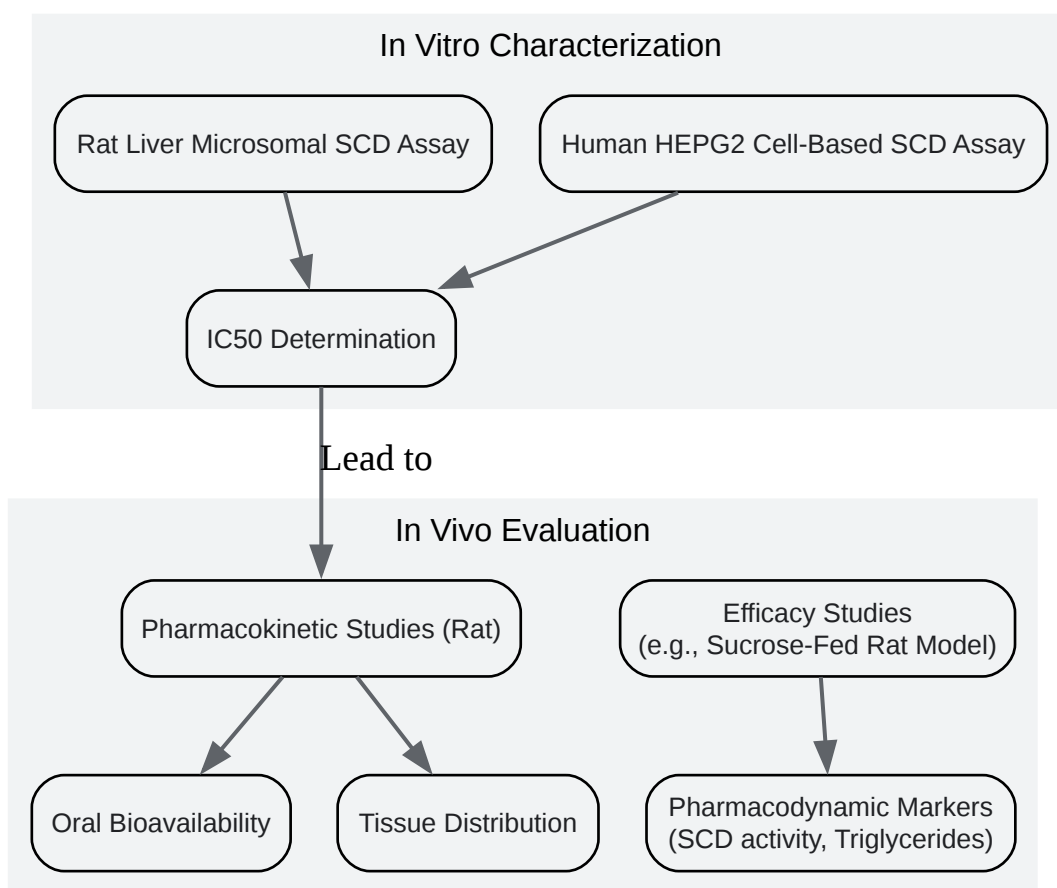 In Vitro Characterization
Rat Liver Microsomal SCD Assay
Human HEPG2 Cell-Based SCD Assay
IC50 Determination
Lead to
In Vivo Evaluation
Pharmacokinetic Studies (Rat)
Efficacy Studies
(e.g., Sucrose-Fed Rat Model)
Oral Bioavailability
Tissue Distribution
Pharmacodynamic Markers
(SCD activity, Triglycerides)